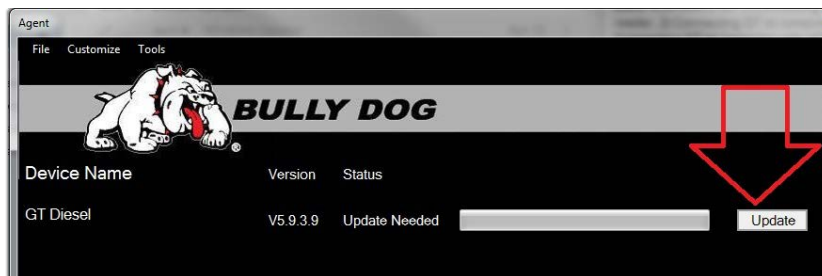 Agent
File Customize Tools
BULLY DOG
®
Device Name Version Status
GT Diesel V5.9.3.9 Update Needed Update